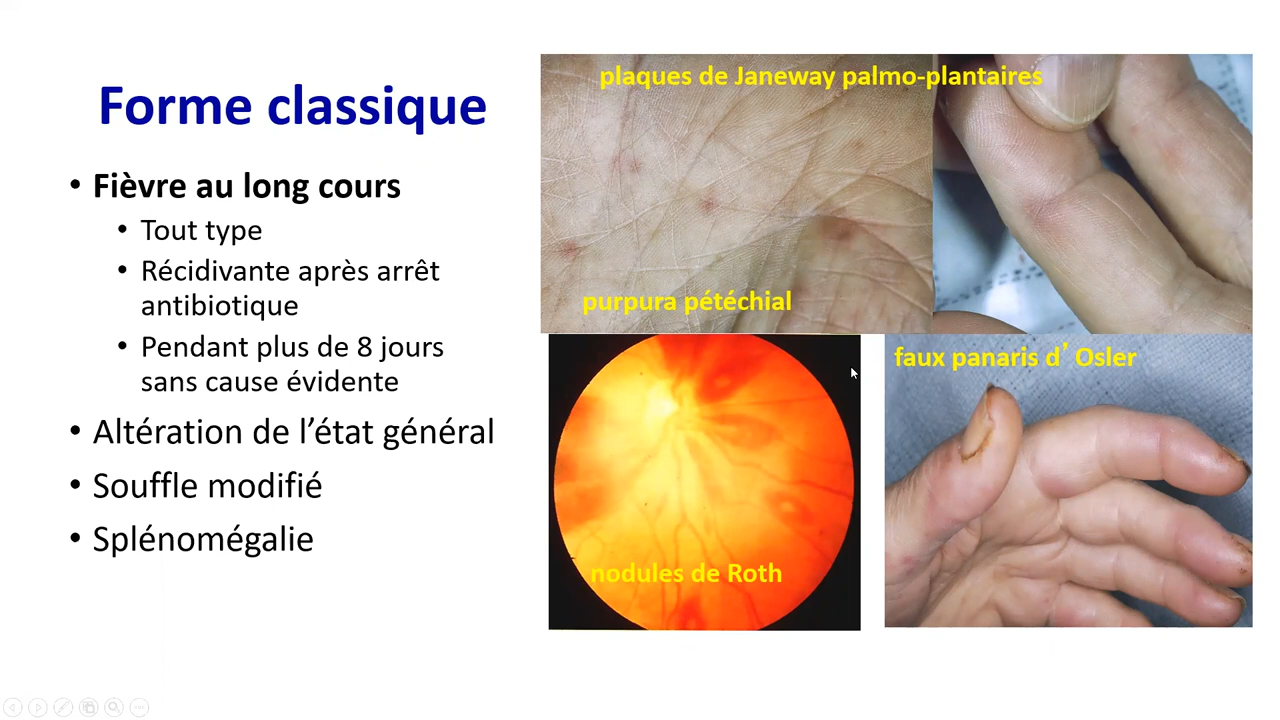 Forme classique
• Fièvre au long cours
• Tout type
• Récidivante après arrêt
antibiotique
• Pendant plus de 8 jours
sans cause évidente
• Altération de l’état général
• Souffle modifié
• Splénomégalie
plaques de Janeway palmo-plantaires
purpura pétéchial
faux panaris d’ Osler
nodules de Roth